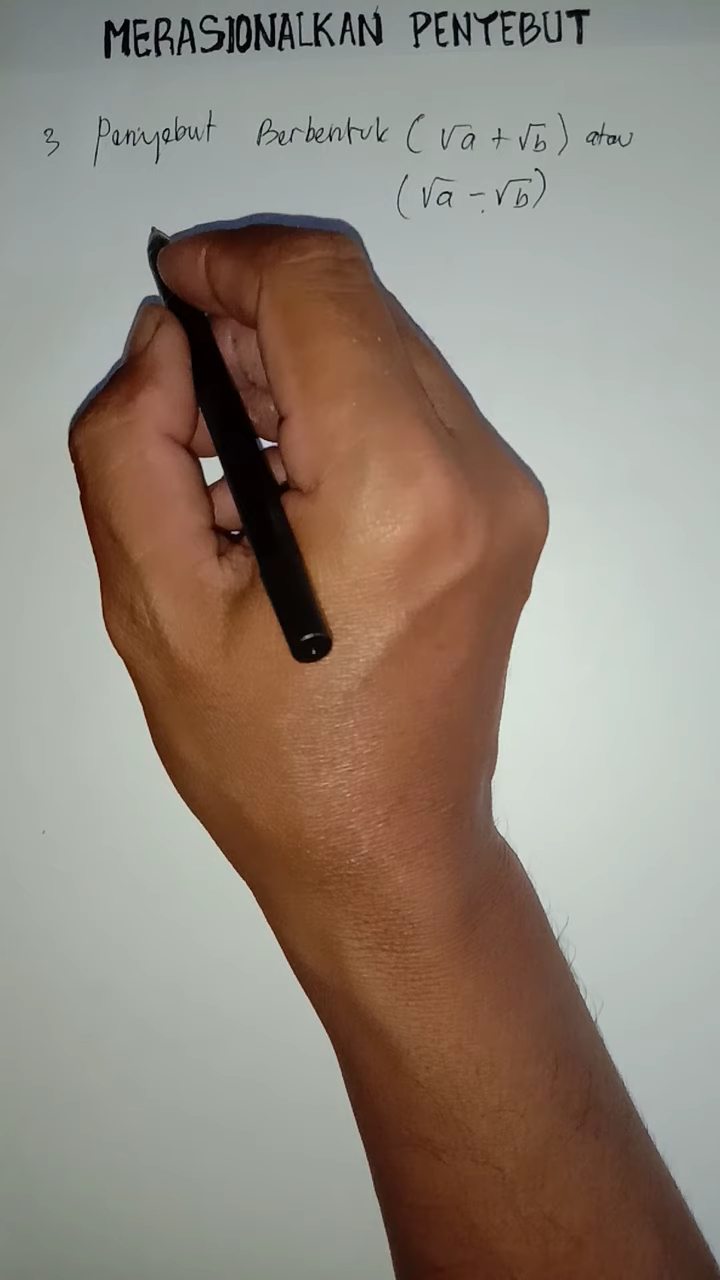 MERASIONALKAN PENYEBUT
3 Penyebut Berbentuk (√a + √b) atau
(√a - √b)